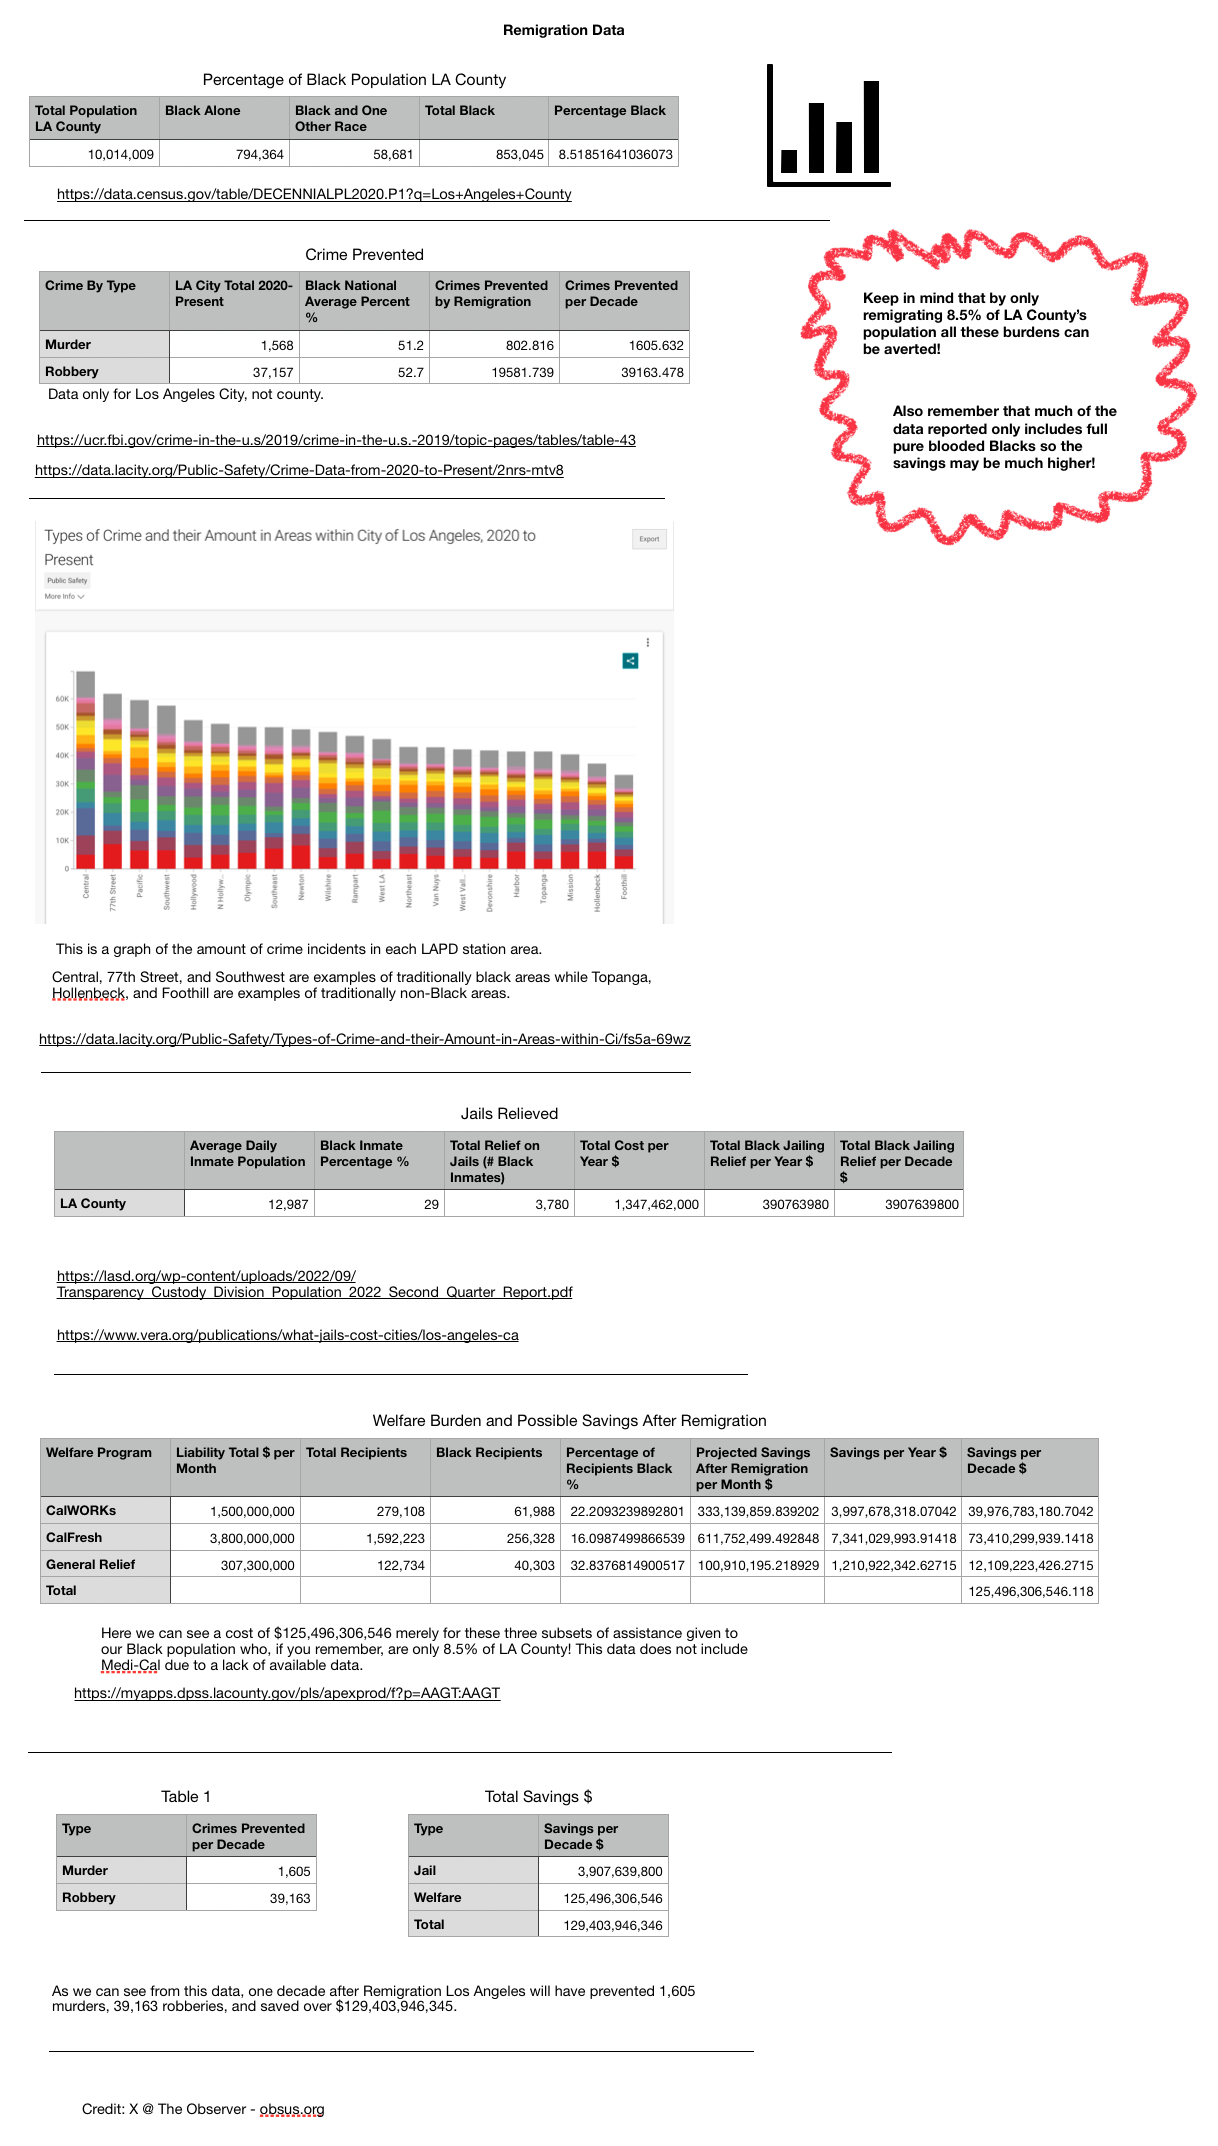 Remigration Data
Percentage of Black Population LA County
Total Population LA County | Black Alone | Black and One Other Race | Total Black | Percentage Black
10,014,009 | 794,364 | 58,681 | 853,045 | 8.51851641036073
https://data.census.gov/table/DECENNIALPL2020.P1?q=Los+Angeles+County
Crime Prevented
Crime By Type | LA City Total 2020-Present | Black National Average Percent % | Crimes Prevented by Remigration | Crimes Prevented per Decade
Murder | 1,568 | 51.2 | 802.816 | 1605.632
Robbery | 37,157 | 52.7 | 19581.739 | 39163.478
Data only for Los Angeles City, not county.
https://ucr.fbi.gov/crime-in-the-u.s/2019/crime-in-the-u.s.-2019/topic-pages/tables/table-43
https://data.lacity.org/Public-Safety/Crime-Data-from-2020-to-Present/2nrs-mtv8
Keep in mind that by only
remigrating 8.5% of LA County's
population all these burdens can
be averted!
Also remember that much of the
data reported only includes full
pure blooded Blacks so the
savings may be much higher!
Types of Crime and their Amount in Areas within City of Los Angeles, 2020 to
Present
Export
Public Safety
More Info
60K
50K
40K
30K
20K
10K
0
Central
77th Street
Pacific
Southwest
Hollywood
N Hollyw...
Olympic
Southeast
Newton
Wilshire
Rampart
West LA
Northeast
Van Nuys
West Vall...
Devonshire
Harbor
Topanga
Mission
Hollenbeck
Foothill
This is a graph of the amount of crime incidents in each LAPD station area.
Central, 77th Street, and Southwest are examples of traditionally black areas while Topanga,
Hollenbeck, and Foothill are examples of traditionally non-Black areas.
https://data.lacity.org/Public-Safety/Types-of-Crime-and-their-Amount-in-Areas-within-Ci/fs5a-69wz
Jails Relieved
Average Daily Inmate Population | Black Inmate Percentage % | Total Relief on Jails (# Black Inmates) | Total Cost per Year $ | Total Black Jailing Relief per Year $ | Total Black Jailing Relief per Decade $
LA County | 12,987 | 29 | 3,780 | 1,347,462,000 | 390763980 | 3907639800
https://lasd.org/wp-content/uploads/2022/09/
Transparency_Custody_Division_Population_2022_Second_Quarter_Report.pdf
https://www.vera.org/publications/what-jails-cost-cities/los-angeles-ca
Welfare Burden and Possible Savings After Remigration
Welfare Program | Liability Total $ per Month | Total Recipients | Black Recipients | Percentage of Recipients Black % | Projected Savings After Remigration per Month $ | Savings per Year $ | Savings per Decade $
CalWORKs | 1,500,000,000 | 279,108 | 61,988 | 22.2093239892801 | 333,139,859.839202 | 3,997,678,318.07042 | 39,976,783,180.7042
CalFresh | 3,800,000,000 | 1,592,223 | 256,328 | 16.0987499866539 | 611,752,499.492848 | 7,341,029,993.91418 | 73,410,299,939.1418
General Relief | 307,300,000 | 122,734 | 40,303 | 32.8376814900517 | 100,910,195.218929 | 1,210,922,342.62715 | 12,109,223,426.2715
Total | 125,496,306,546.118
Here we can see a cost of $125,496,306,546 merely for these three subsets of assistance given to
our Black population who, if you remember, are only 8.5% of LA County! This data does not include
Medi-Cal due to a lack of available data.
https://myapps.dpss.lacounty.gov/pls/apexprod/f?p=AAGT:AAGT
Table 1
Type | Crimes Prevented per Decade
Murder | 1,605
Robbery | 39,163
Total Savings $
Type | Savings per Decade $
Jail | 3,907,639,800
Welfare | 125,496,306,546
Total | 129,403,946,346
As we can see from this data, one decade after Remigration Los Angeles will have prevented 1,605
murders, 39,163 robberies, and saved over $129,403,946,345.
Credit: X @ The Observer - obsus.org